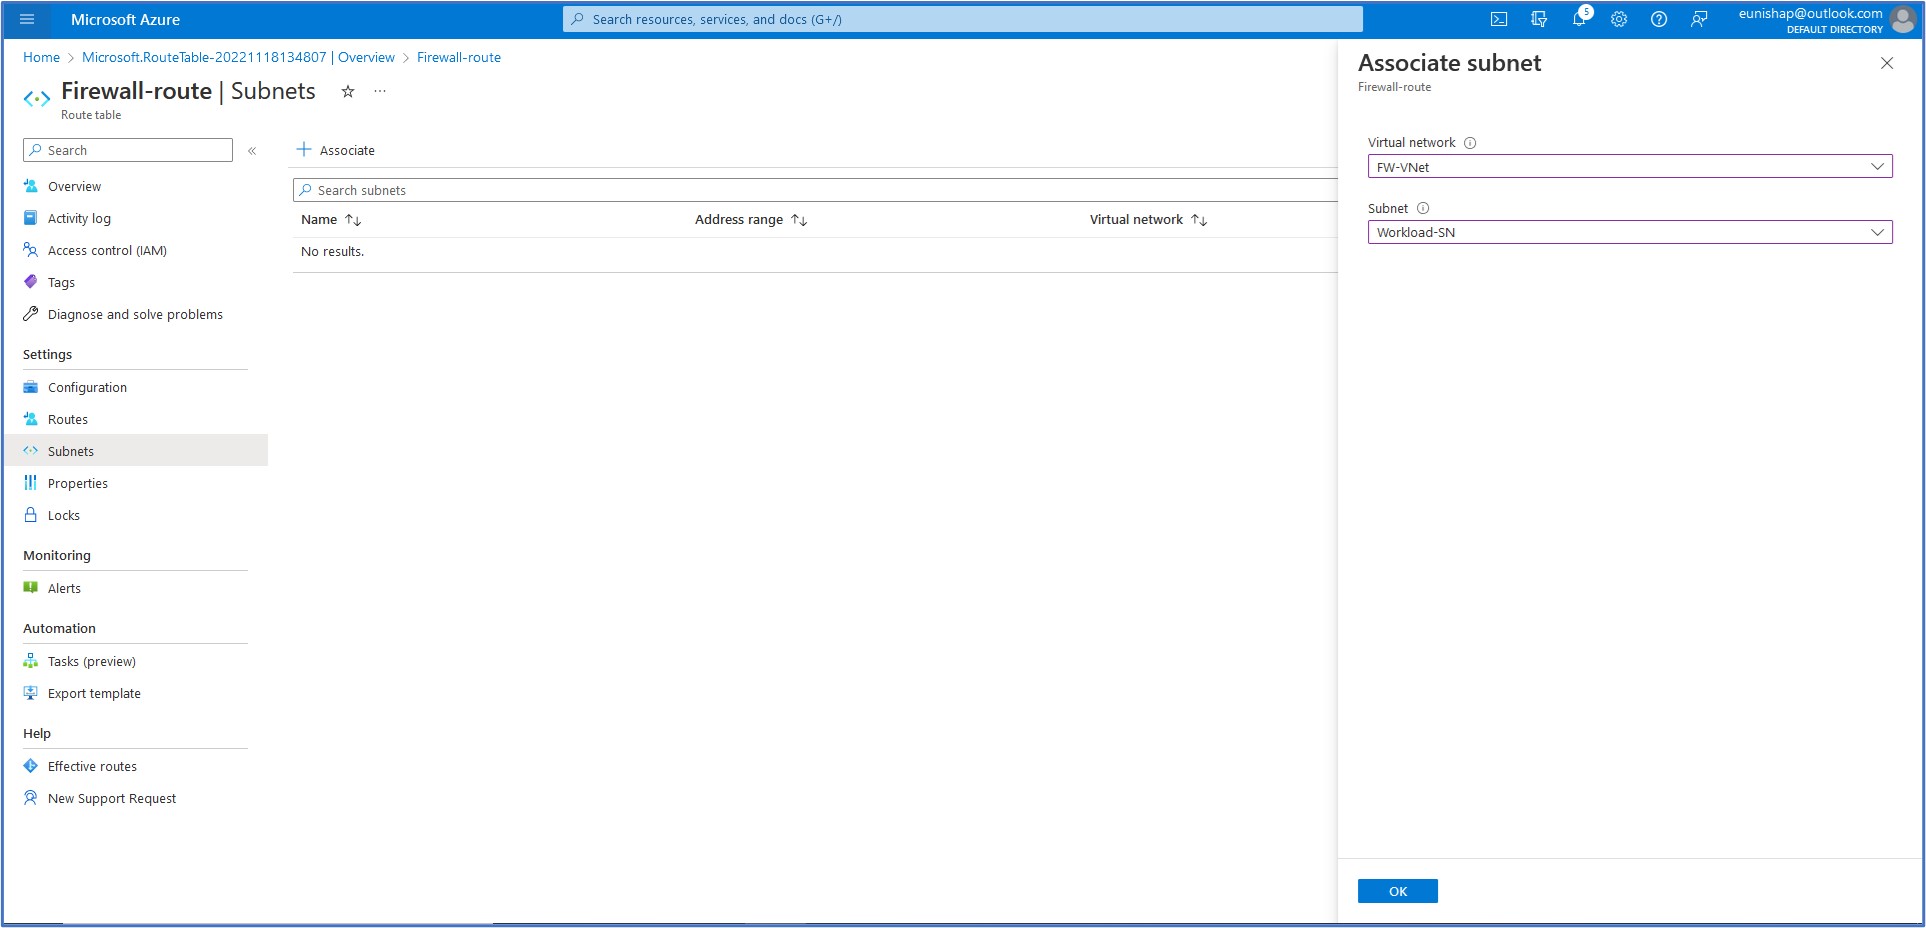 Microsoft Azure
Search resources, services, and docs (G+/)
5
eunishap@outlook.com
DEFAULT DIRECTORY
Home > Microsoft.RouteTable-20221118134807 | Overview > Firewall-route
Firewall-route | Subnets
Route table
Search
«
Overview
Activity log
Access control (IAM)
Tags
Diagnose and solve problems
Settings
Configuration
Routes
Subnets
Properties
Locks
Monitoring
Alerts
Automation
Tasks (preview)
Export template
Help
Effective routes
New Support Request
Associate
Search subnets
Name ↑↓ Address range ↑↓ Virtual network ↑↓
No results.
Associate subnet
Firewall-route
Virtual network
FW-VNet
Subnet
Workload-SN
OK